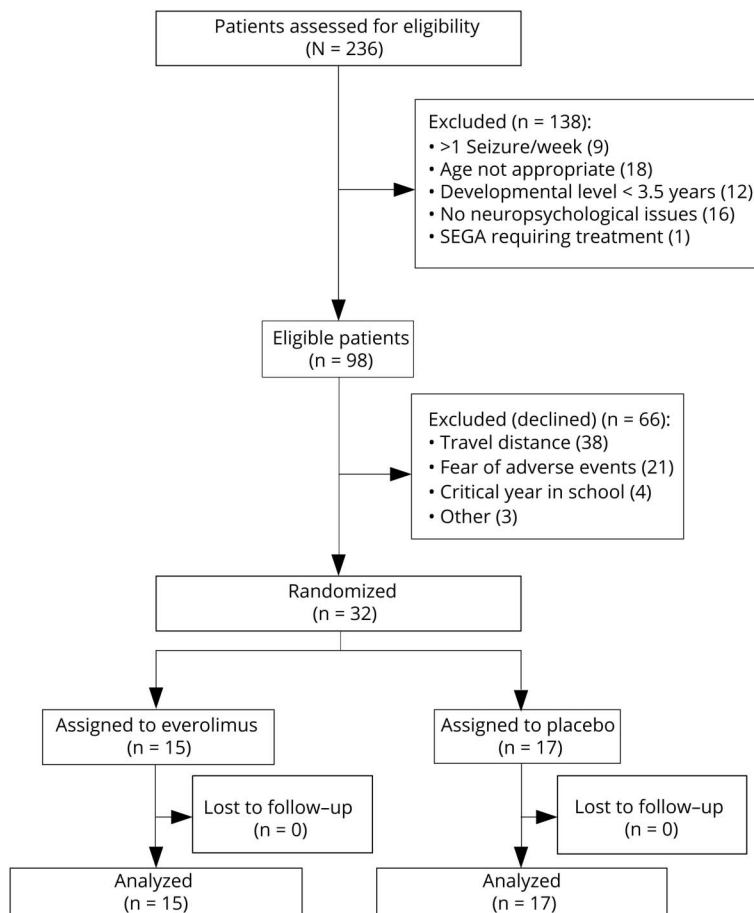 Patients assessed for eligibility
(N = 236)
Excluded (n = 138):
• >1 Seizure/week (9)
• Age not appropriate (18)
• Developmental level < 3.5 years (12)
• No neuropsychological issues (16)
• SEGA requiring treatment (1)
Eligible patients
(n = 98)
Excluded (declined) (n = 66):
• Travel distance (38)
• Fear of adverse events (21)
• Critical year in school (4)
• Other (3)
Randomized
(n = 32)
Assigned to everolimus
(n = 15)
Assigned to placebo
(n = 17)
Lost to follow–up
(n = 0)
Lost to follow–up
(n = 0)
Analyzed
(n = 15)
Analyzed
(n = 17)